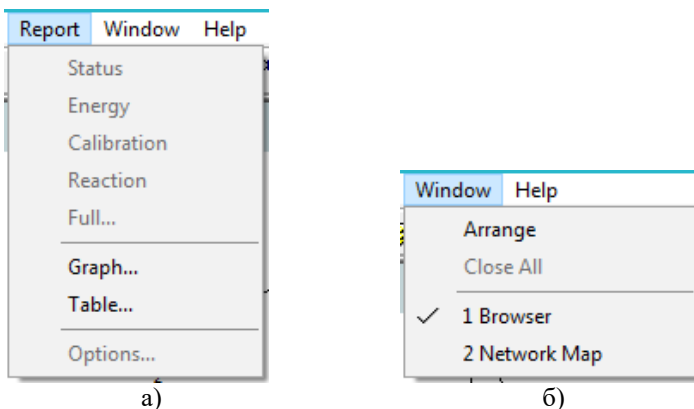 Report Window Help
Status
Energy
Calibration
Reaction
Full...
Graph...
Table...
Options...
а)
Window Help
Arrange
Close All
1 Browser
2 Network Map
б)